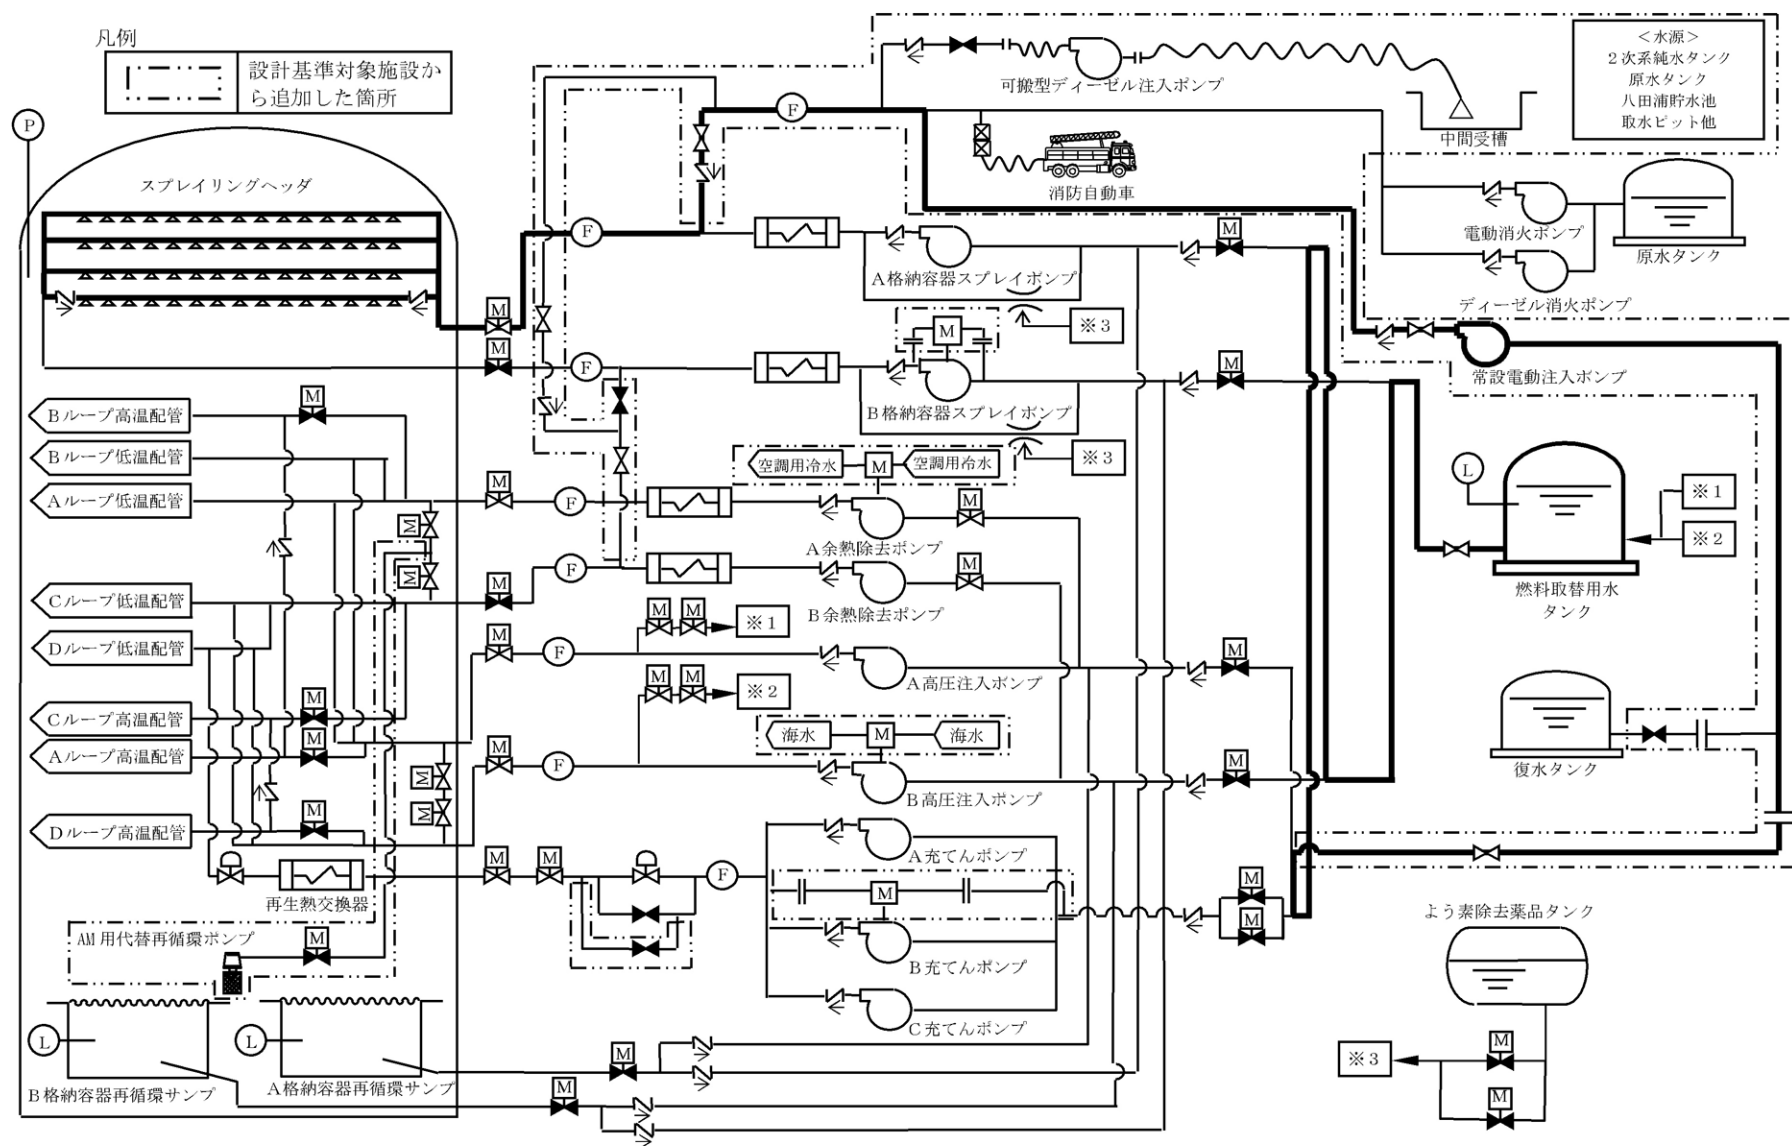 凡例
設計基準対象施設か
ら追加した箇所
P
スプレイリングヘッダ
F
可搬型ディーゼル注入ポンプ
中間受槽
＜水源＞
２次系純水タンク
原水タンク
八田浦貯水池
取水ピット他
消防自動車
電動消火ポンプ
原水タンク
ディーゼル消火ポンプ
F
M
A格納容器スプレイポンプ
※3
M
常設電動注入ポンプ
M
M
F
M
B格納容器スプレイポンプ
※3
M
Bループ高温配管
M
Bループ低温配管
Aループ低温配管
M
F
空調用冷水
M
空調用冷水
A余熱除去ポンプ
M
L
※1
※2
燃料取替用水
タンク
M
M
Cループ低温配管
M
F
B余熱除去ポンプ
M
Dループ低温配管
M
F
M
M
※1
A高圧注入ポンプ
M
Cループ高温配管
M
M
M
※2
Aループ高温配管
M
M
F
海水
M
海水
B高圧注入ポンプ
M
復水タンク
M
M
Dループ高温配管
M
再生熱交換器
M
M
F
A充てんポンプ
M
B充てんポンプ
C充てんポンプ
M
M
よう素除去薬品タンク
AM用代替再循環ポンプ
M
L
L
B格納容器再循環サンプ
A格納容器再循環サンプ
M
M
※3
M
M